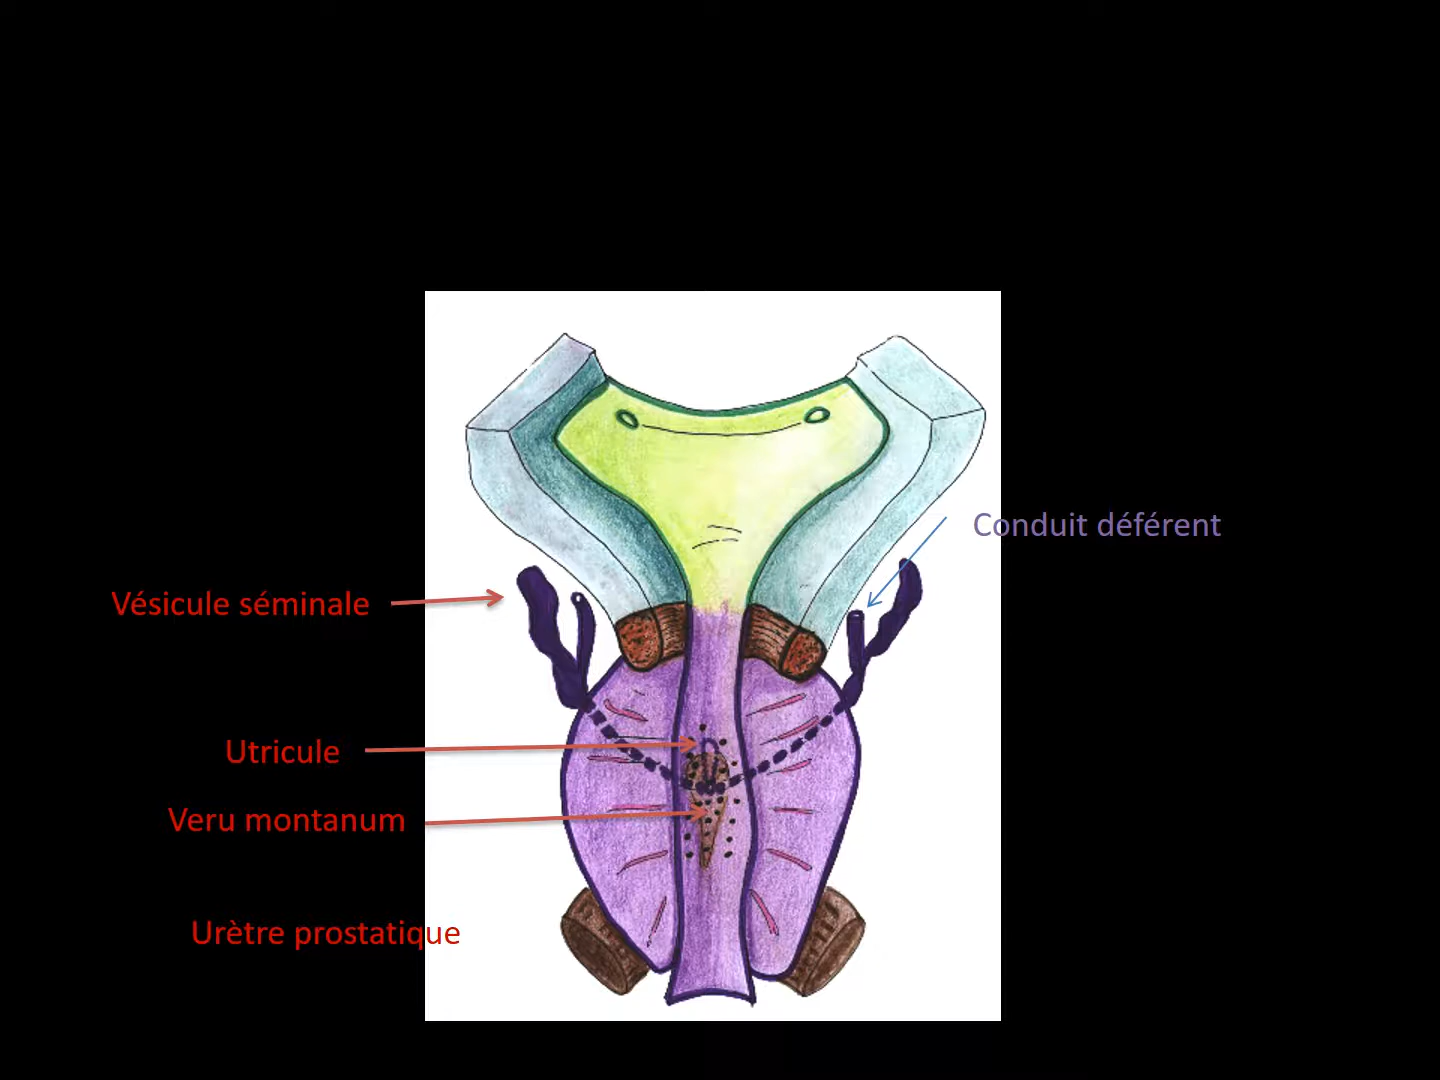 Conduit déférent
Vésicule séminale
Utricule
Veru montanum
Urètre prostatique